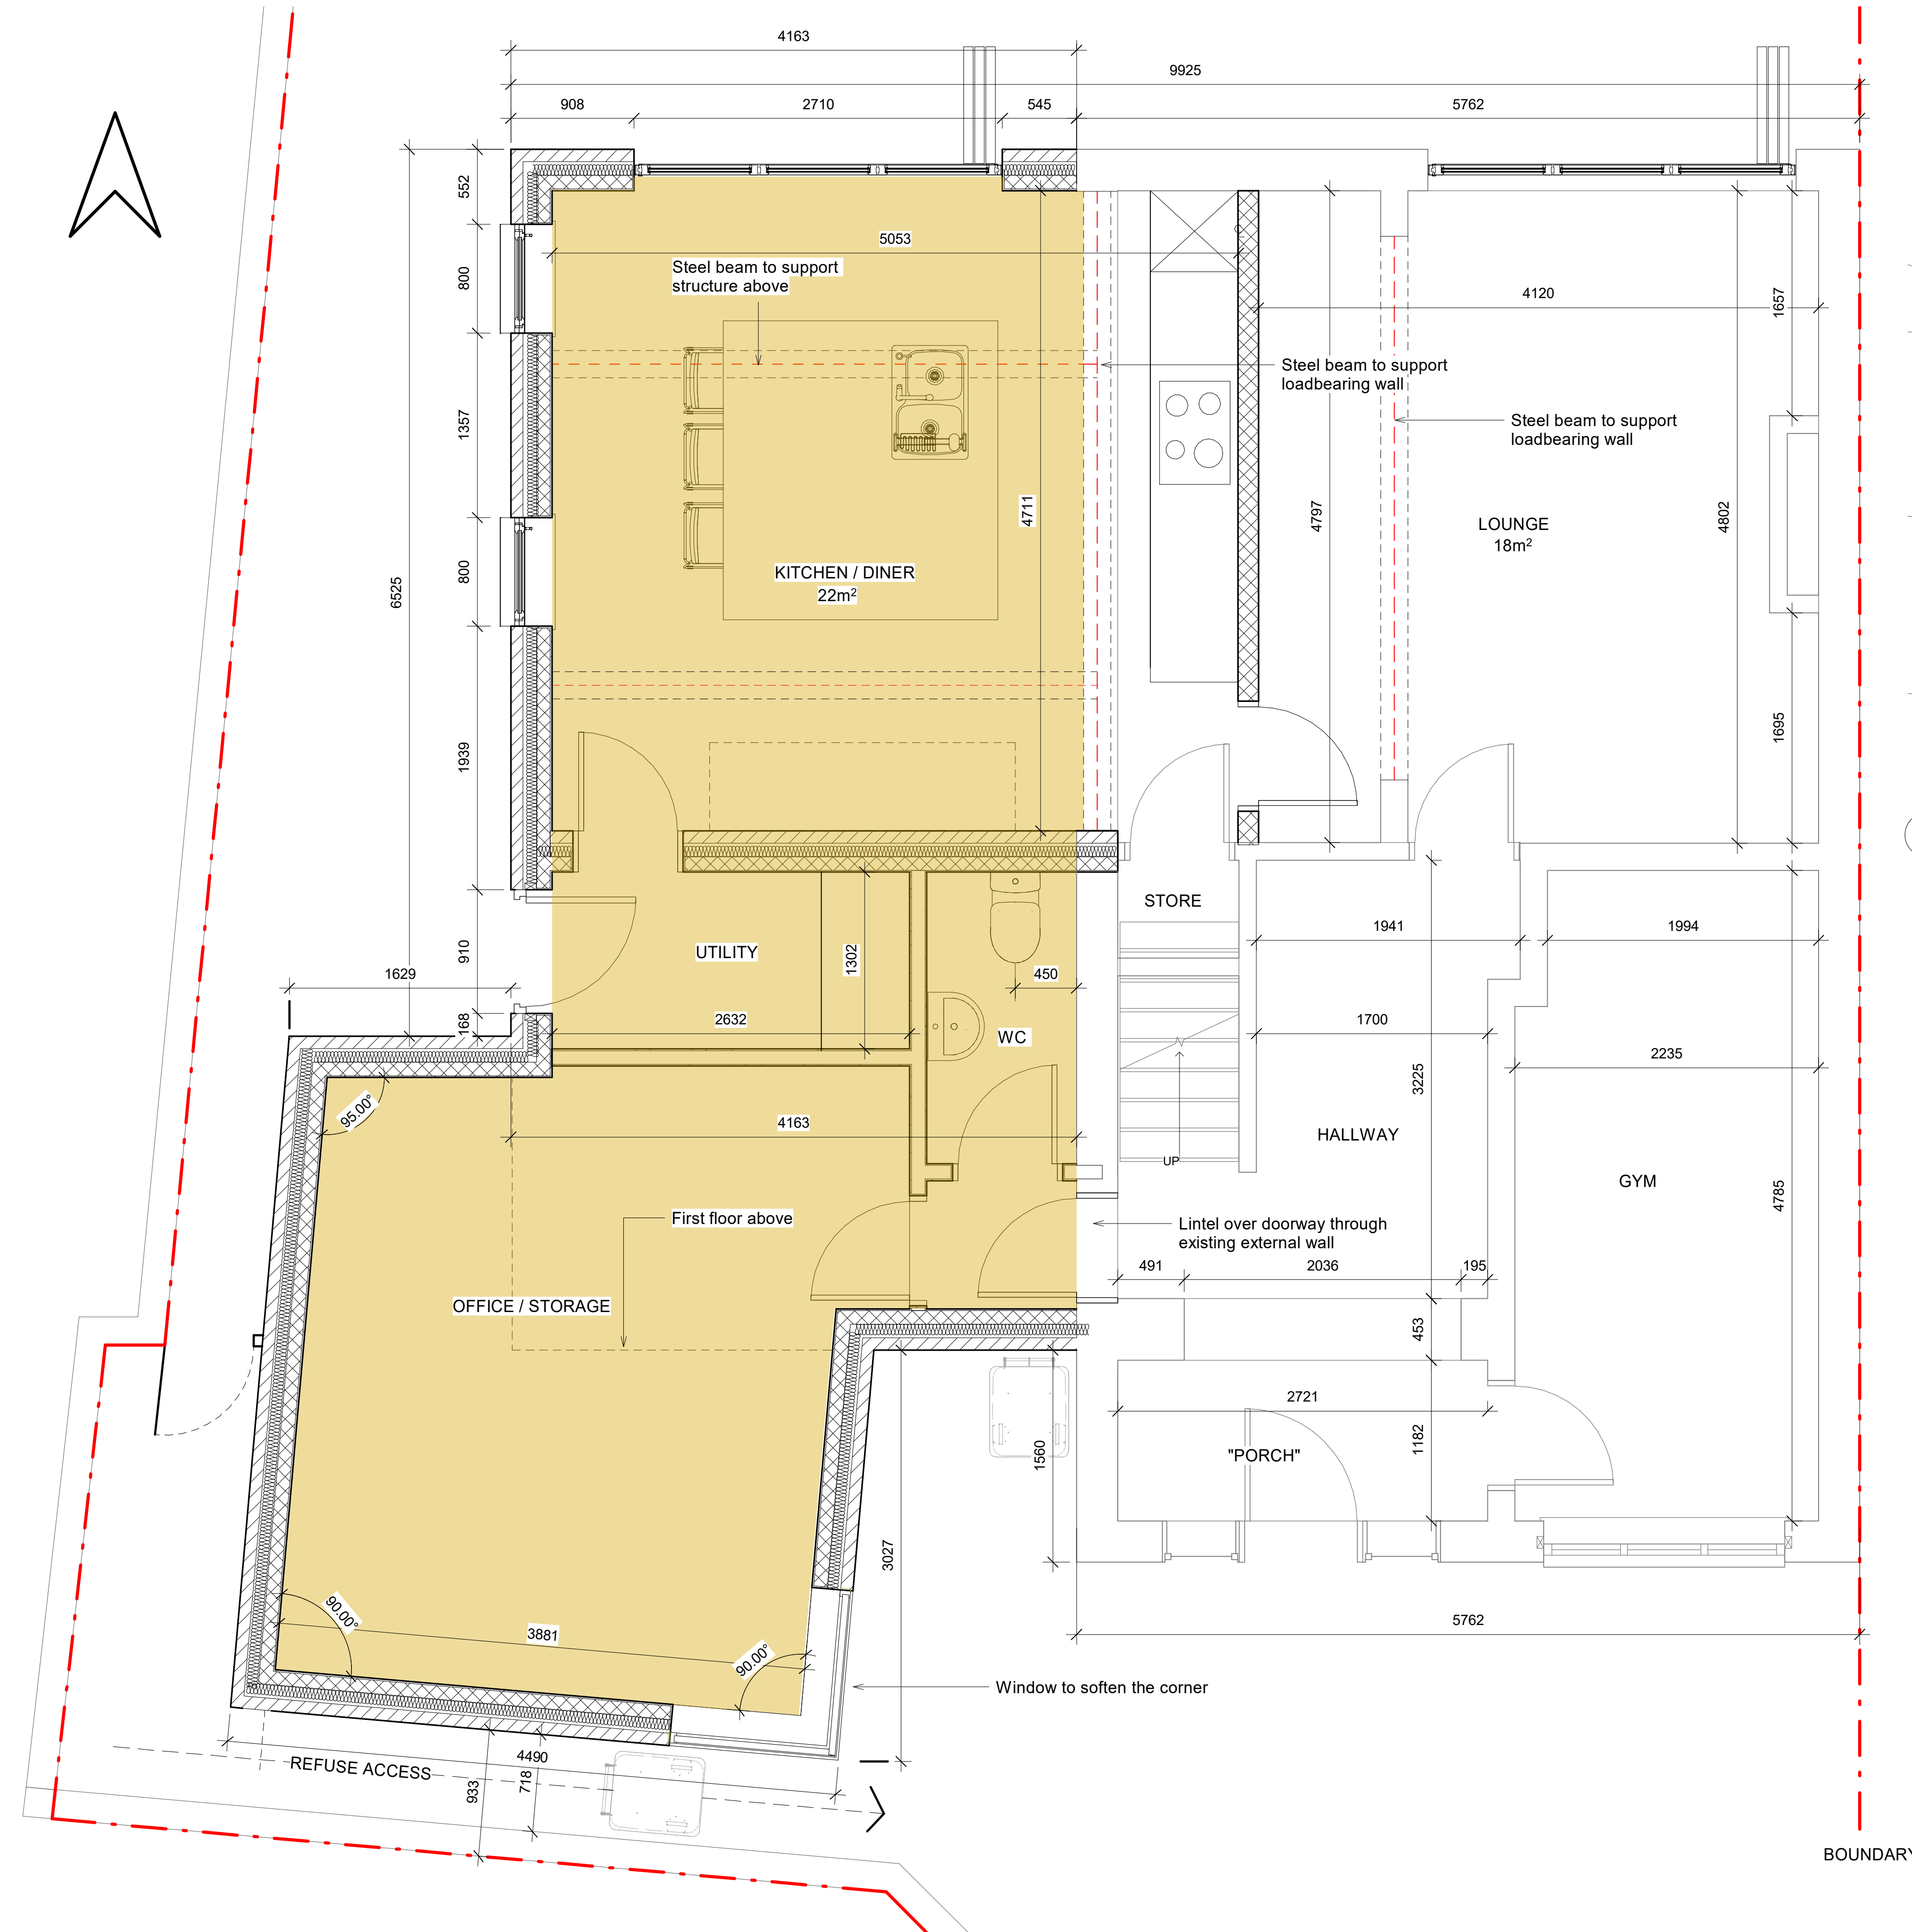 4163
9925
908
2710
545
5762
552
5053
Steel beam to support
structure above
800
4120
1657
Steel beam to support
loadbearing wall
Steel beam to support
loadbearing wall
1357
4711
4797
LOUNGE
18m²
4802
KITCHEN / DINER
22m²
800
6525
1939
1695
STORE
UTILITY
1302
910
1629
450
1941
1994
168
2632
WC
1700
2235
3225
95.00°
4163
HALLWAY
UP
GYM
4785
First floor above
Lintel over doorway through
existing external wall
491
2036
195
OFFICE / STORAGE
453
2721
1182
1560
"PORCH"
3027
90.00°
3881
90.00°
5762
Window to soften the corner
4490
REFUSE ACCESS
933
718
BOUNDARY